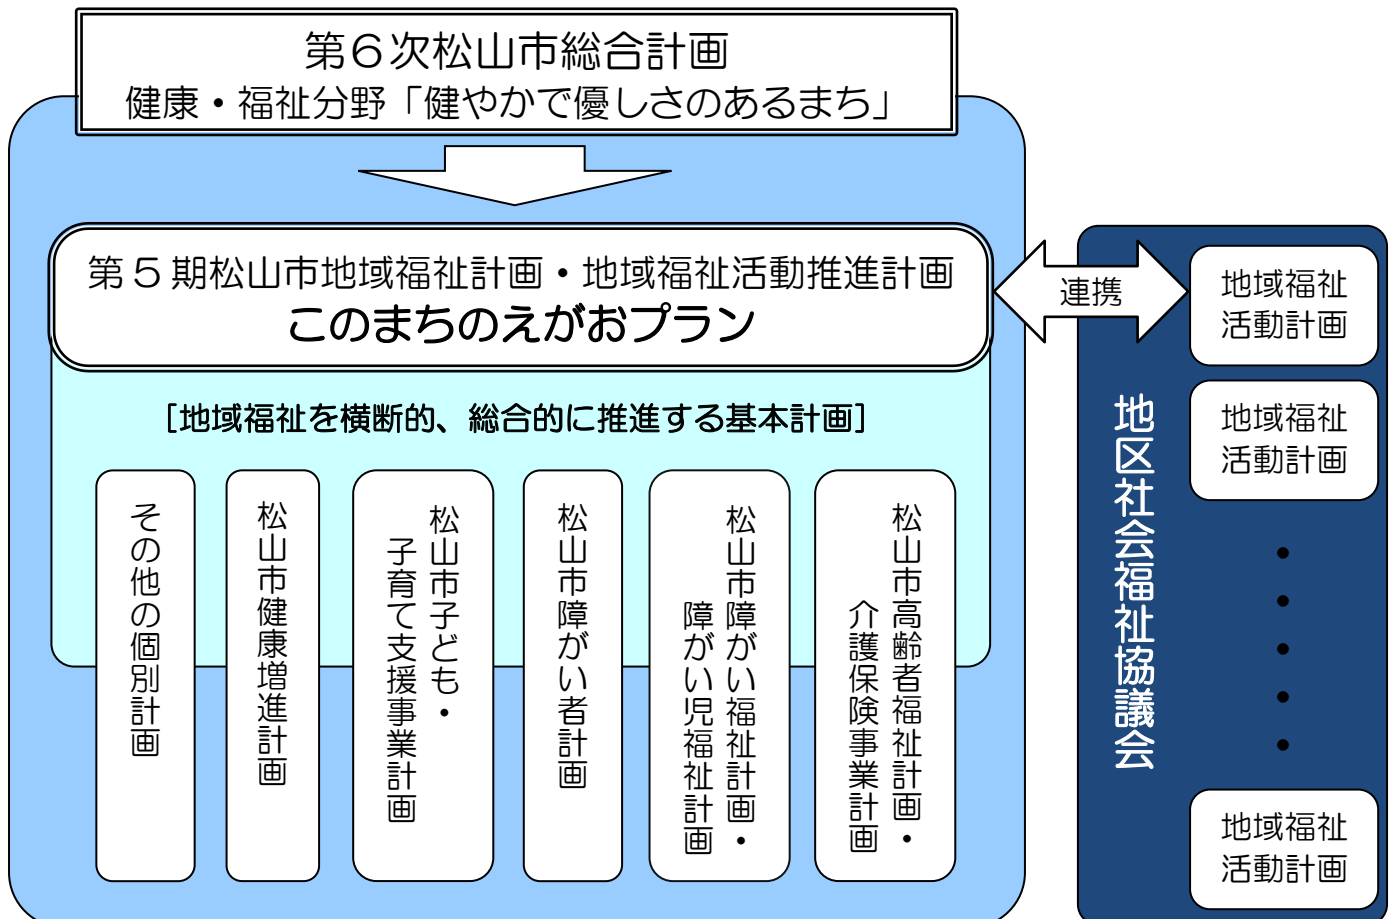 第６次松山市総合計画
健康・福祉分野「健やかで優しさのあるまち」
第５期松山市地域福祉計画・地域福祉活動推進計画
このまちのえがおプラン
[地域福祉を横断的、総合的に推進する基本計画]
松山市高齢者福祉計画・
介護保険事業計画
松山市障がい福祉計画・
障がい児福祉計画
松山市障がい者計画
松山市子ども・
子育て支援事業計画
松山市健康増進計画
その他の個別計画
連携
地区社会福祉協議会
地域福祉
活動計画
地域福祉
活動計画
・・・・・
地域福祉
活動計画